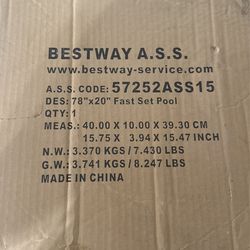 BESTWAY A.S.S.
www.bestway-service.com
A.S.S. CODE: 57252ASS15
DES: 78"x20" Fast Set Pool
QTY: 1
MEAS.: 40.00 X 10.00 X 39.30 CM
15.75 X 3.94 X 15.47 INCH
N.W.: 3.370 KGS / 7.430 LBS
G.W.: 3.741 KGS / 8.247 LBS
MADE IN CHINA